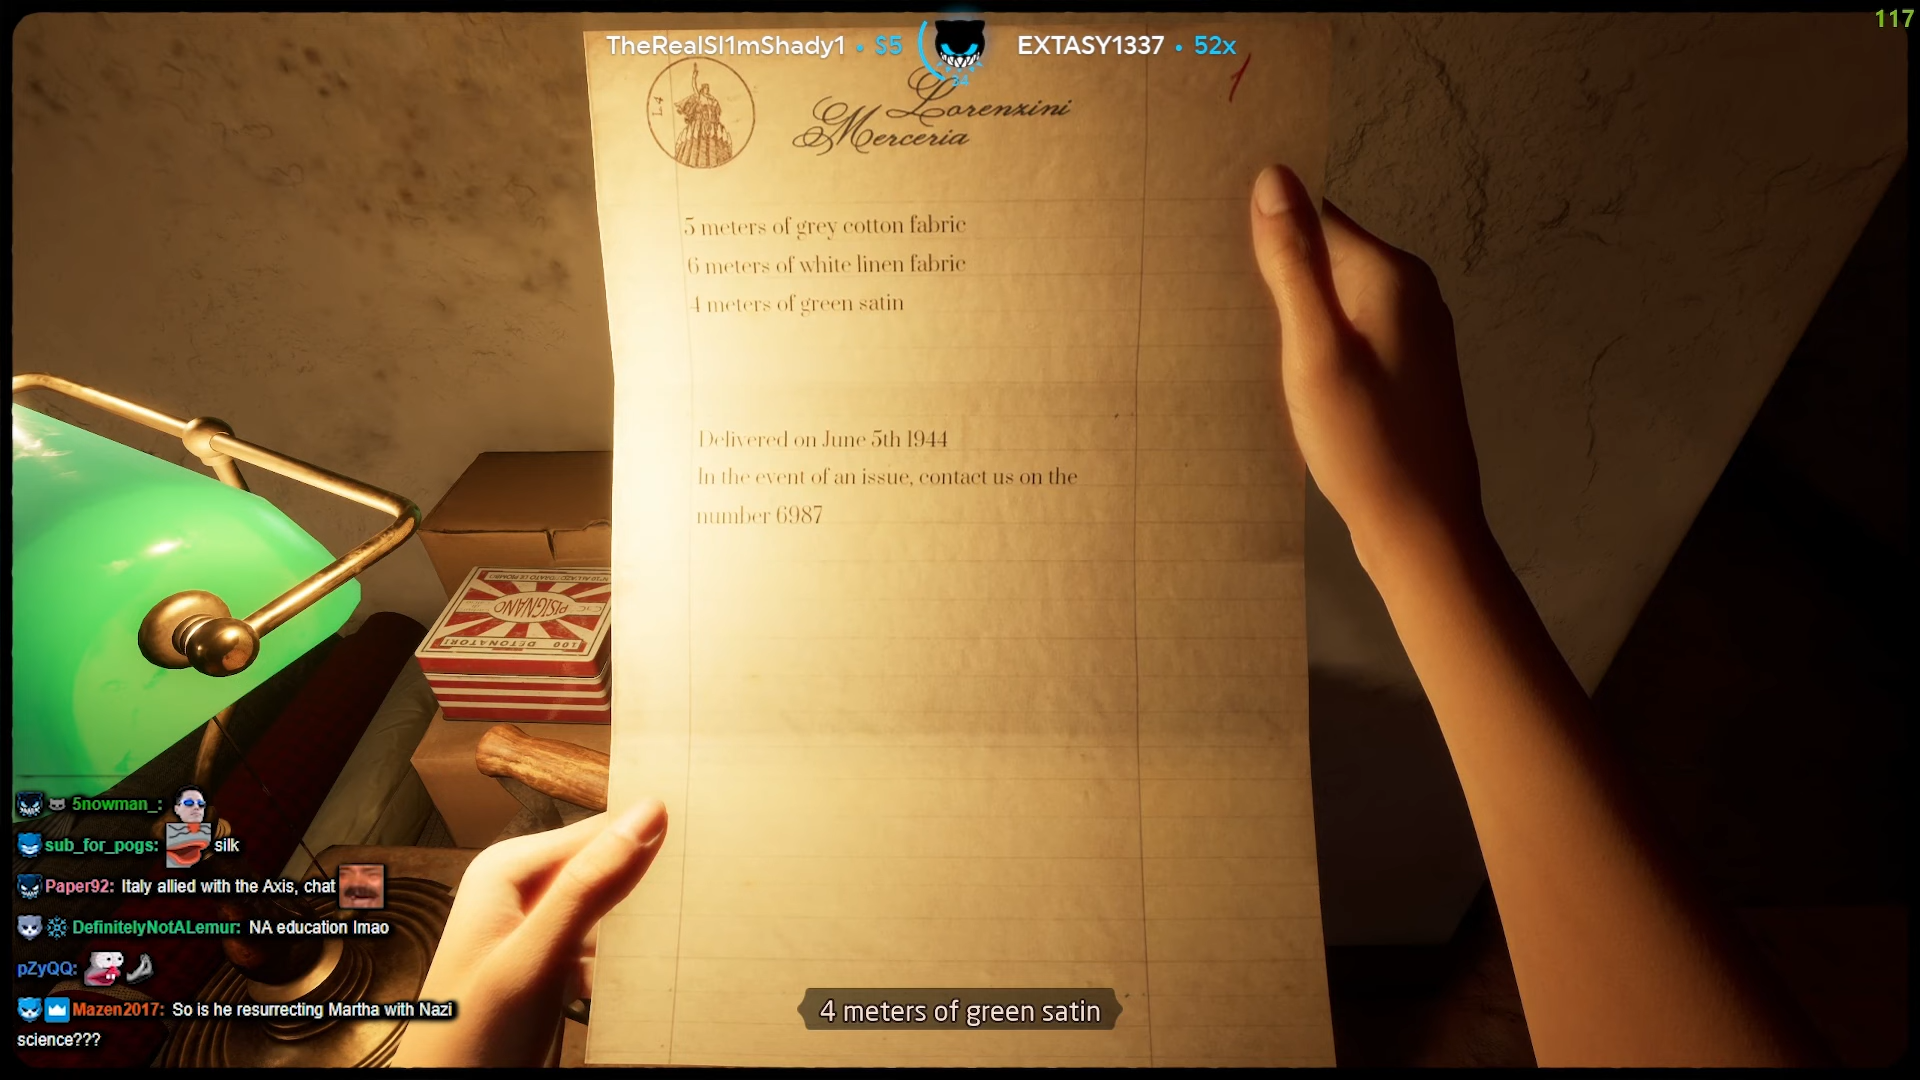 117
TheRealSl1mShady1 • $5
EXTASY1337 • 52x
24
L4
Lorenzini
Merceria
1
5 meters of grey cotton fabric
6 meters of white linen fabric
4 meters of green satin
Delivered on June 5th 1944
In the event of an issue, contact us on the
number 6987
PISIGNANO
100 DETONATORI
5nowman_:
sub_for_pogs: silk
Paper92: Italy allied with the Axis, chat
DefinitelyNotALemur: NA education lmao
pZyQQ:
Mazen2017: So is he resurrecting Martha with Nazi
science???
4 meters of green satin